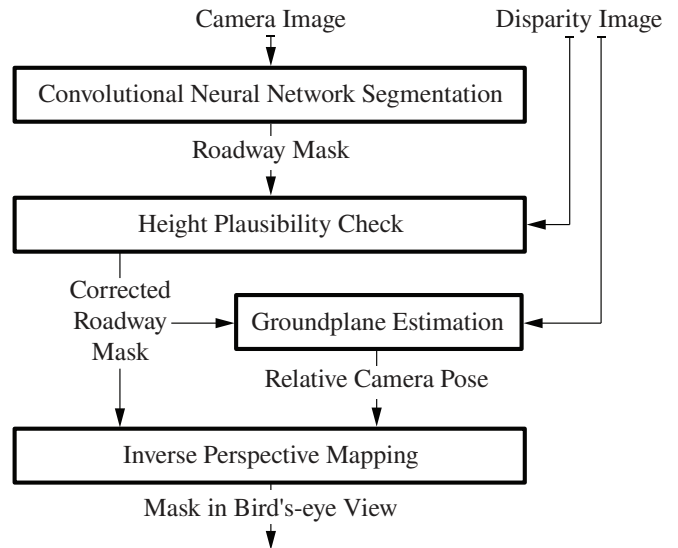 Camera Image
Disparity Image
Convolutional Neural Network Segmentation
Roadway Mask
Height Plausibility Check
Corrected
Roadway
Mask
Groundplane Estimation
Relative Camera Pose
Inverse Perspective Mapping
Mask in Bird's-eye View